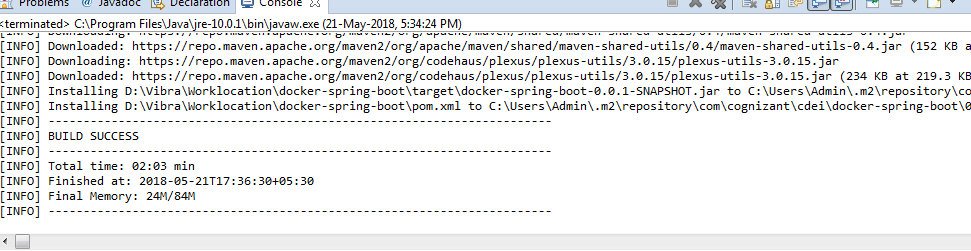 Problems @ Javadoc Declaration Console
<terminated> C:\Program Files\Java\jre-10.0.1\bin\javaw.exe (21-May-2018, 5:34:24 PM)
[INFO] Downloaded: https://repo.maven.apache.org/maven2/org/apache/maven/shared/maven-shared-utils/0.4/maven-shared-utils-0.4.jar (152 KB a
[INFO] Downloading: https://repo.maven.apache.org/maven2/org/codehaus/plexus/plexus-utils/3.0.15/plexus-utils-3.0.15.jar
[INFO] Downloaded: https://repo.maven.apache.org/maven2/org/codehaus/plexus/plexus-utils/3.0.15/plexus-utils-3.0.15.jar (234 KB at 219.3 KB
[INFO] Installing D:\Vibra\Worklocation\docker-spring-boot\target\docker-spring-boot-0.0.1-SNAPSHOT.jar to C:\Users\Admin\.m2\repository\co
[INFO] Installing D:\Vibra\Worklocation\docker-spring-boot\pom.xml to C:\Users\Admin\.m2\repository\com\cognizant\cdei\docker-spring-boot\0
[INFO] ------------------------------------------------------------------------
[INFO] BUILD SUCCESS
[INFO] ------------------------------------------------------------------------
[INFO] Total time: 02:03 min
[INFO] Finished at: 2018-05-21T17:36:30+05:30
[INFO] Final Memory: 24M/84M
[INFO] ------------------------------------------------------------------------